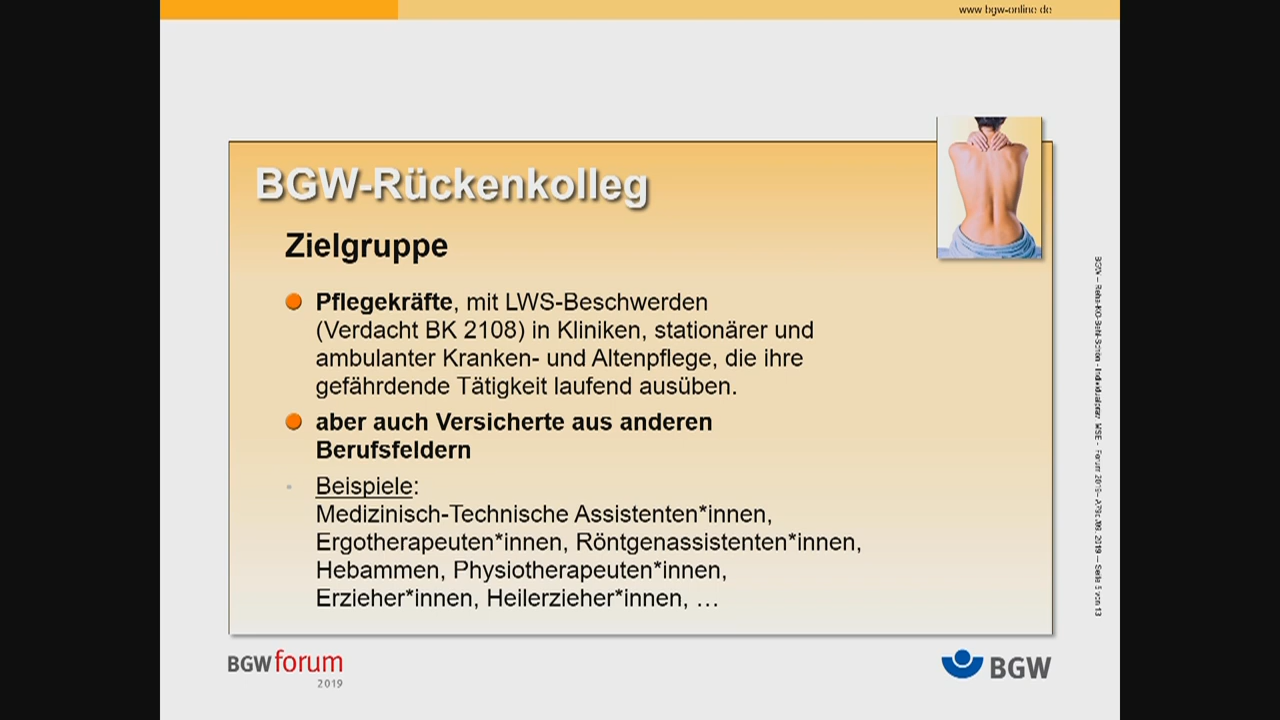 www.bgw-online.de
BGW-Rückenkolleg
Zielgruppe
Pflegekräfte, mit LWS-Beschwerden
(Verdacht BK 2108) in Kliniken, stationärer und
ambulanter Kranken- und Altenpflege, die ihre
gefährdende Tätigkeit laufend ausüben.
aber auch Versicherte aus anderen
Berufsfeldern
Beispiele:
Medizinisch-Technische Assistenten*innen,
Ergotherapeuten*innen, Röntgenassistenten*innen,
Hebammen, Physiotherapeuten*innen,
Erzieher*innen, Heilerzieher*innen, …
BGW forum
2019
BGW